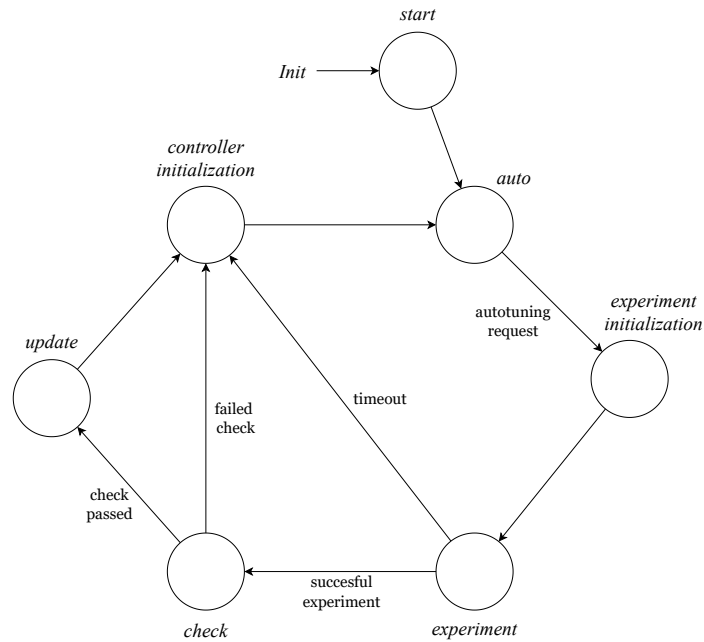 start
Init
controller
initialization
auto
autotuning
request
experiment
initialization
update
timeout
failed
check
check
passed
succesful
experiment
check
experiment